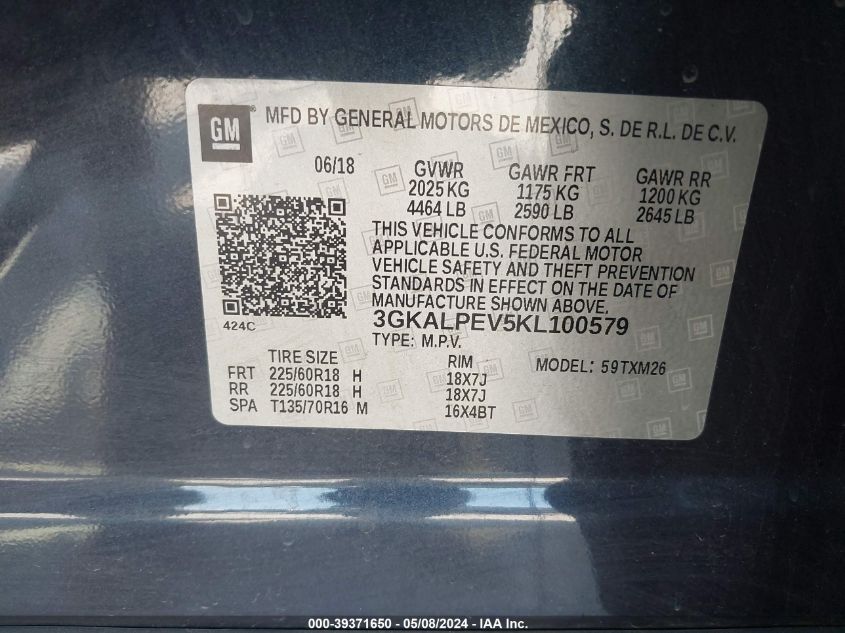 GM ® MFD BY GENERAL MOTORS DE MEXICO, S. DE R.L. DE C.V.
06/18 GVWR GAWR FRT GAWR RR
2025 KG 1175 KG 1200 KG
4464 LB 2590 LB 2645 LB
THIS VEHICLE CONFORMS TO ALL
APPLICABLE U.S. FEDERAL MOTOR
VEHICLE SAFETY AND THEFT PREVENTION
STANDARDS IN EFFECT ON THE DATE OF
MANUFACTURE SHOWN ABOVE.
424C 3GKALPEV5KL100579
TYPE: M.P.V.
TIRE SIZE RIM MODEL: 59TXM26
FRT 225/60R18 H 18X7J
RR 225/60R18 H 18X7J
SPA T135/70R16 M 16X4BT
000-39371650 - 05/08/2024 - IAA Inc.